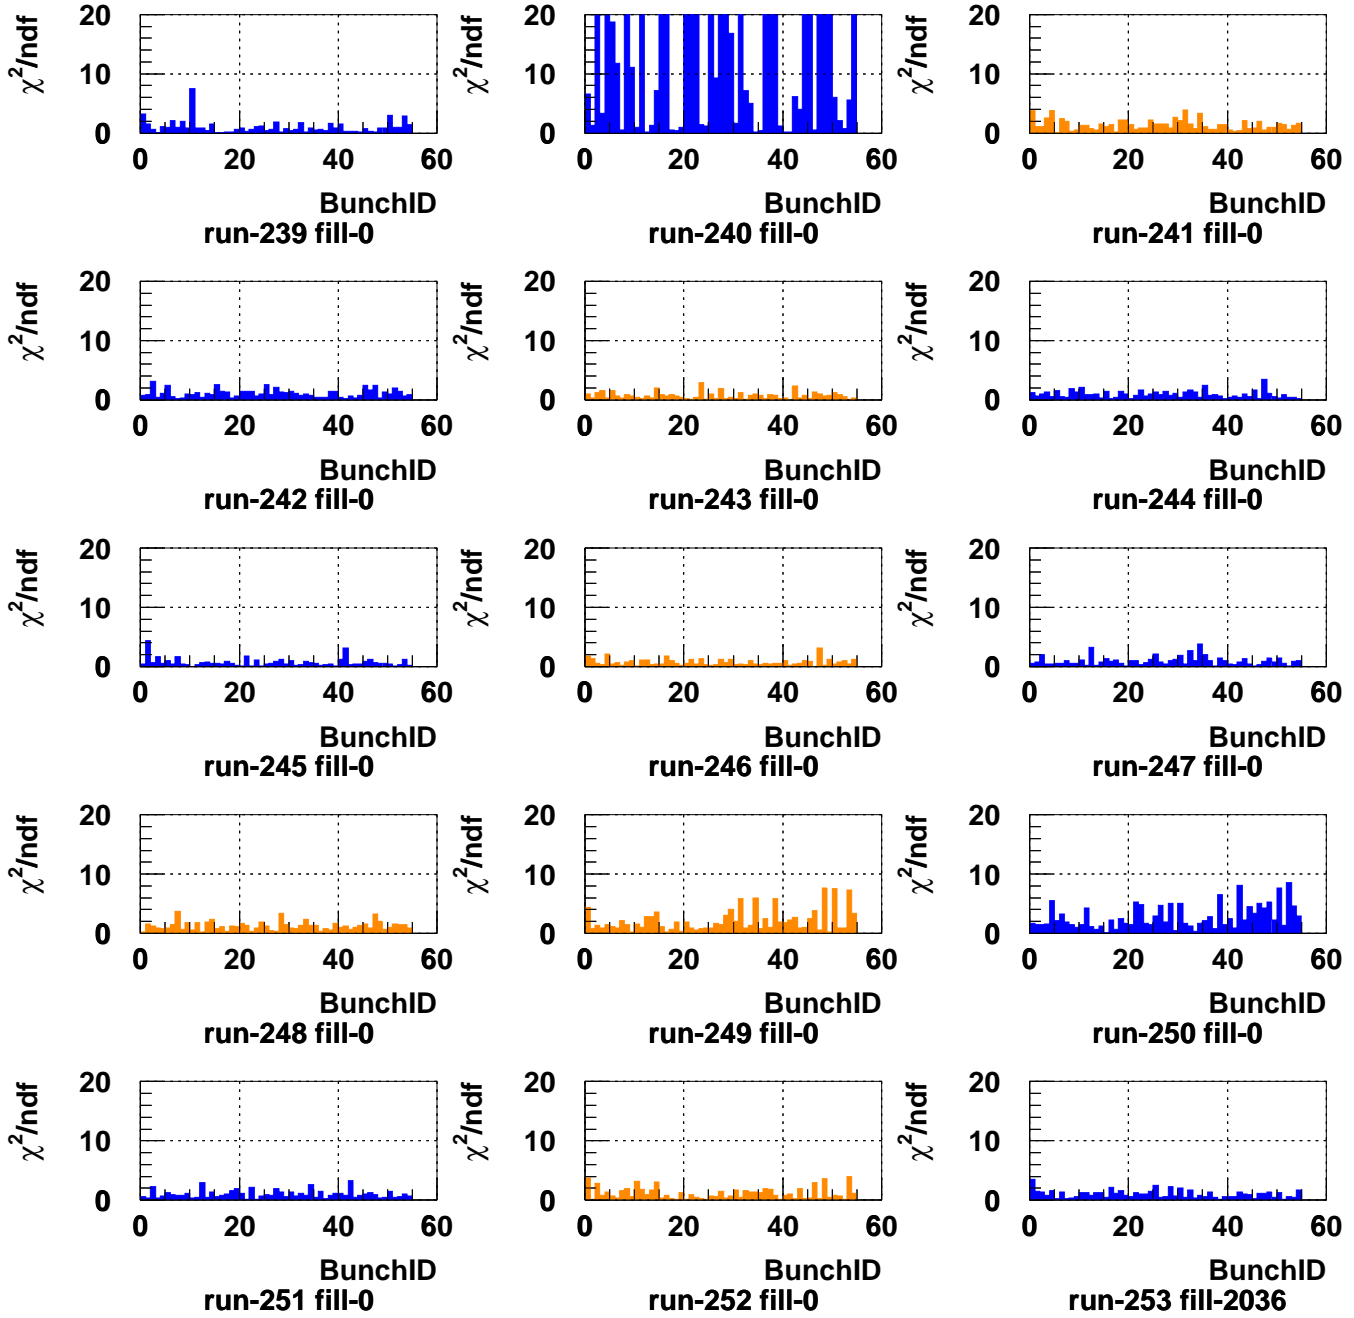 20 20 20
χ²/ndf χ²/ndf χ²/ndf
10 10 10
0 0 0
0 20 40 60 0 20 40 60 0 20 40 60
BunchID BunchID BunchID
run-239 fill-0 run-240 fill-0 run-241 fill-0
20 20 20
χ²/ndf χ²/ndf χ²/ndf
10 10 10
0 0 0
0 20 40 60 0 20 40 60 0 20 40 60
BunchID BunchID BunchID
run-242 fill-0 run-243 fill-0 run-244 fill-0
20 20 20
χ²/ndf χ²/ndf χ²/ndf
10 10 10
0 0 0
0 20 40 60 0 20 40 60 0 20 40 60
BunchID BunchID BunchID
run-245 fill-0 run-246 fill-0 run-247 fill-0
20 20 20
χ²/ndf χ²/ndf χ²/ndf
10 10 10
0 0 0
0 20 40 60 0 20 40 60 0 20 40 60
BunchID BunchID BunchID
run-248 fill-0 run-249 fill-0 run-250 fill-0
20 20 20
χ²/ndf χ²/ndf χ²/ndf
10 10 10
0 0 0
0 20 40 60 0 20 40 60 0 20 40 60
BunchID BunchID BunchID
run-251 fill-0 run-252 fill-0 run-253 fill-2036